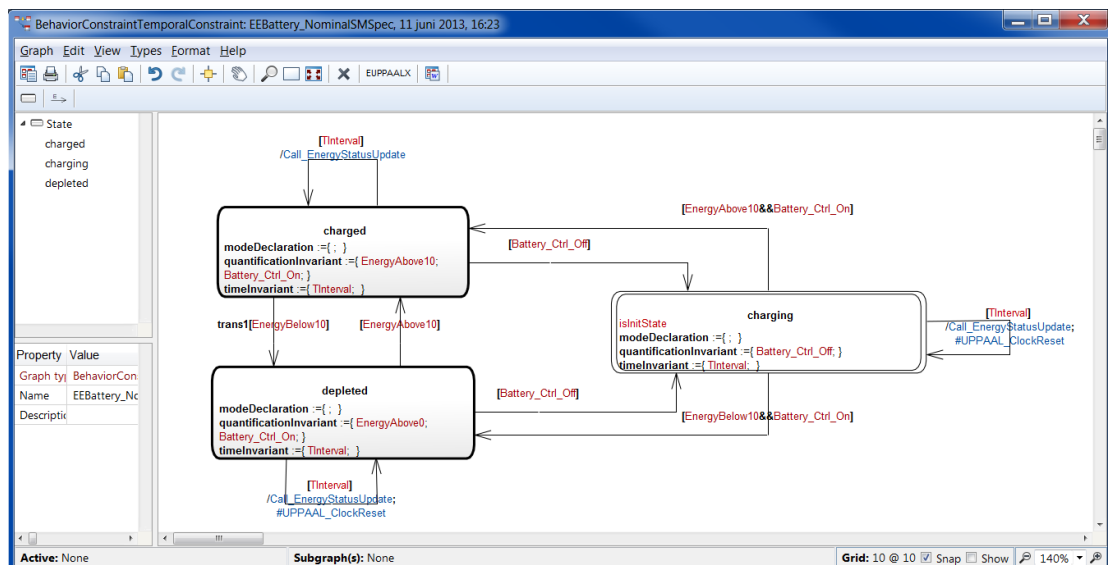 BehaviorConstraintTemporalConstraint: EEBattery_NominalSMSpec, 11 juni 2013, 16:23
Graph Edit View Types Format Help
EUPPAALX
State
charged
charging
depleted
Property Value
Graph ty BehaviorCon
Name EEBattery_No
Descriptic
[TInterval]
/Call_EnergyStatusUpdate
charged
modeDeclaration :={ ; }
quantificationInvariant :={ EnergyAbove10;
Battery_Ctrl_On; }
timeInvariant :={ TInterval; }
[EnergyAbove10&&Battery_Ctrl_On]
[Battery_Ctrl_Off]
charging
isInitState
modeDeclaration :={ ; }
quantificationInvariant :={ Battery_Ctrl_Off; }
timeInvariant :={ TInterval; }
[TInterval]
/Call_EnergyStatusUpdate;
#UPPAAL_ClockReset
trans1[EnergyBelow10] [EnergyAbove10]
depleted
modeDeclaration :={ ; }
quantificationInvariant :={ EnergyAbove0;
Battery_Ctrl_On; }
timeInvariant :={ TInterval; }
[Battery_Ctrl_Off]
[EnergyBelow10&&Battery_Ctrl_On]
[TInterval]
/Call_EnergyStatusUpdate;
#UPPAAL_ClockReset
Active: None Subgraph(s): None Grid: 10 @ 10 Snap Show 140%